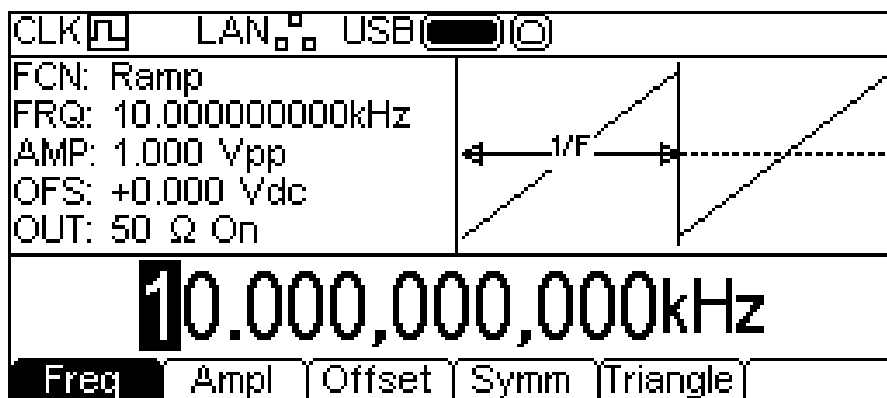 CLK LAN USB
FCN: Ramp
FRQ: 10.000000000kHz
AMP: 1.000 Vpp
OFS: +0.000 Vdc
OUT: 50 Ω On
1/F
10.000,000,000kHz
Freq Ampl Offset Symm Triangle